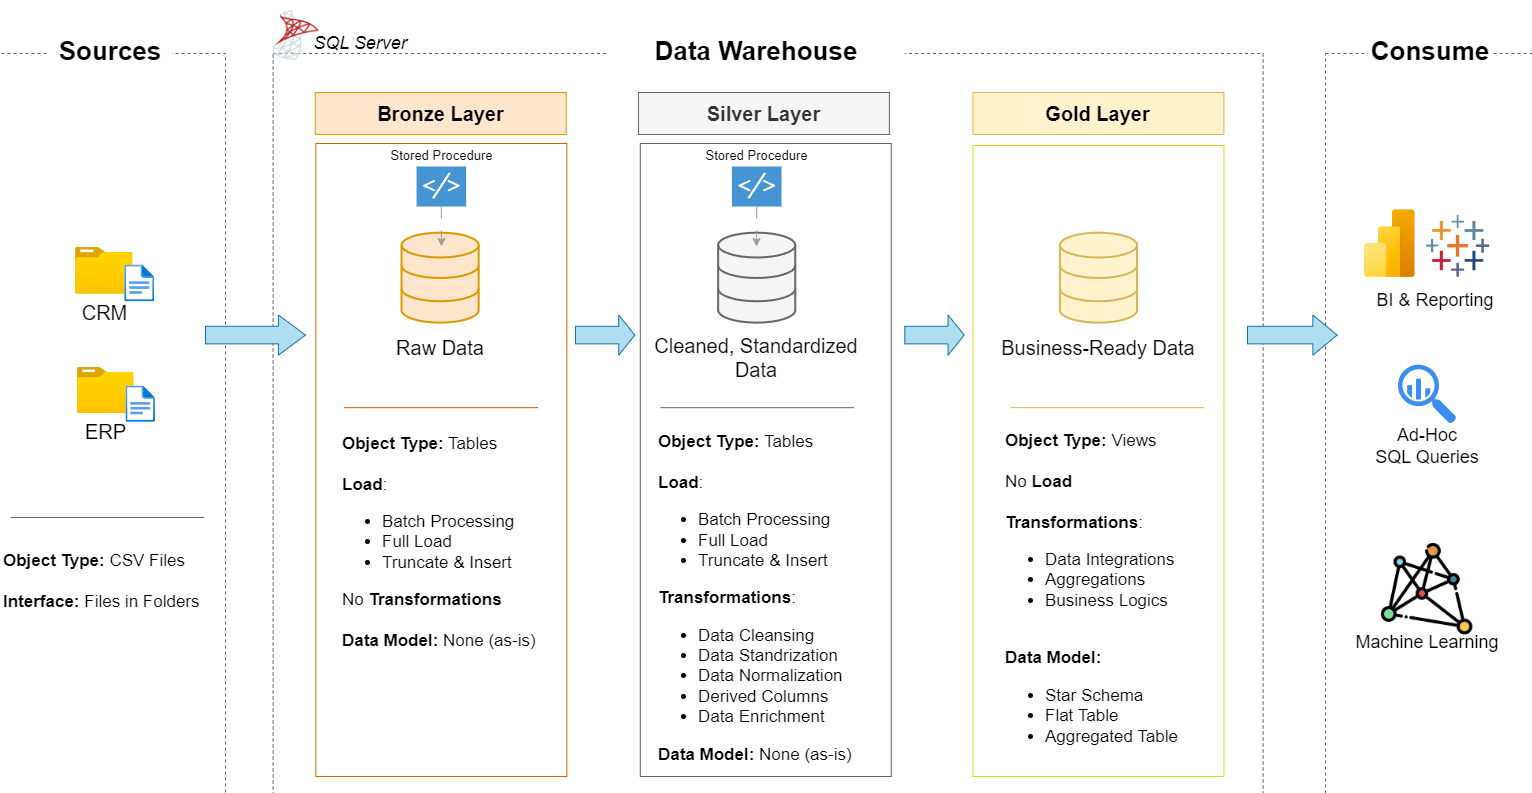 Sources
CRM
ERP
Object Type: CSV Files
Interface: Files in Folders
SQL Server
Data Warehouse
Bronze Layer
Stored Procedure
</>
Raw Data
Object Type: Tables
Load:
• Batch Processing
• Full Load
• Truncate & Insert
No Transformations
Data Model: None (as-is)
Silver Layer
Stored Procedure
</>
Cleaned, Standardized
Data
Object Type: Tables
Load:
• Batch Processing
• Full Load
• Truncate & Insert
Transformations:
• Data Cleansing
• Data Standrization
• Data Normalization
• Derived Columns
• Data Enrichment
Data Model: None (as-is)
Gold Layer
Business-Ready Data
Object Type: Views
No Load
Transformations:
• Data Integrations
• Aggregations
• Business Logics
Data Model:
• Star Schema
• Flat Table
• Aggregated Table
Consume
BI & Reporting
Ad-Hoc
SQL Queries
Machine Learning